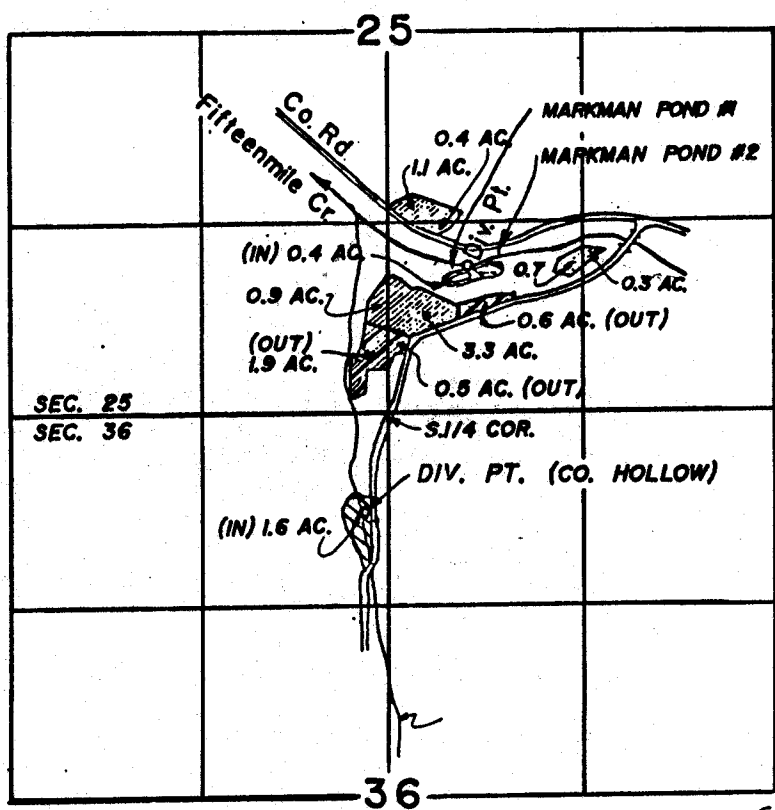 25
Co. Rd
Fifteenmile Cr.
MARKMAN POND #1
0.4 AC.
MARKMAN POND #2
1.1 AC.
Div. Pt.
(IN) 0.4 AC.
0.7
0.3 AC.
0.9 AC.
0.6 AC. (OUT)
(OUT)
1.9 AC.
3.3 AC.
0.5 AC. (OUT)
SEC. 25
SEC. 36
S.1/4 COR.
DIV. PT. (CO. HOLLOW)
(IN) 1.6 AC.
36